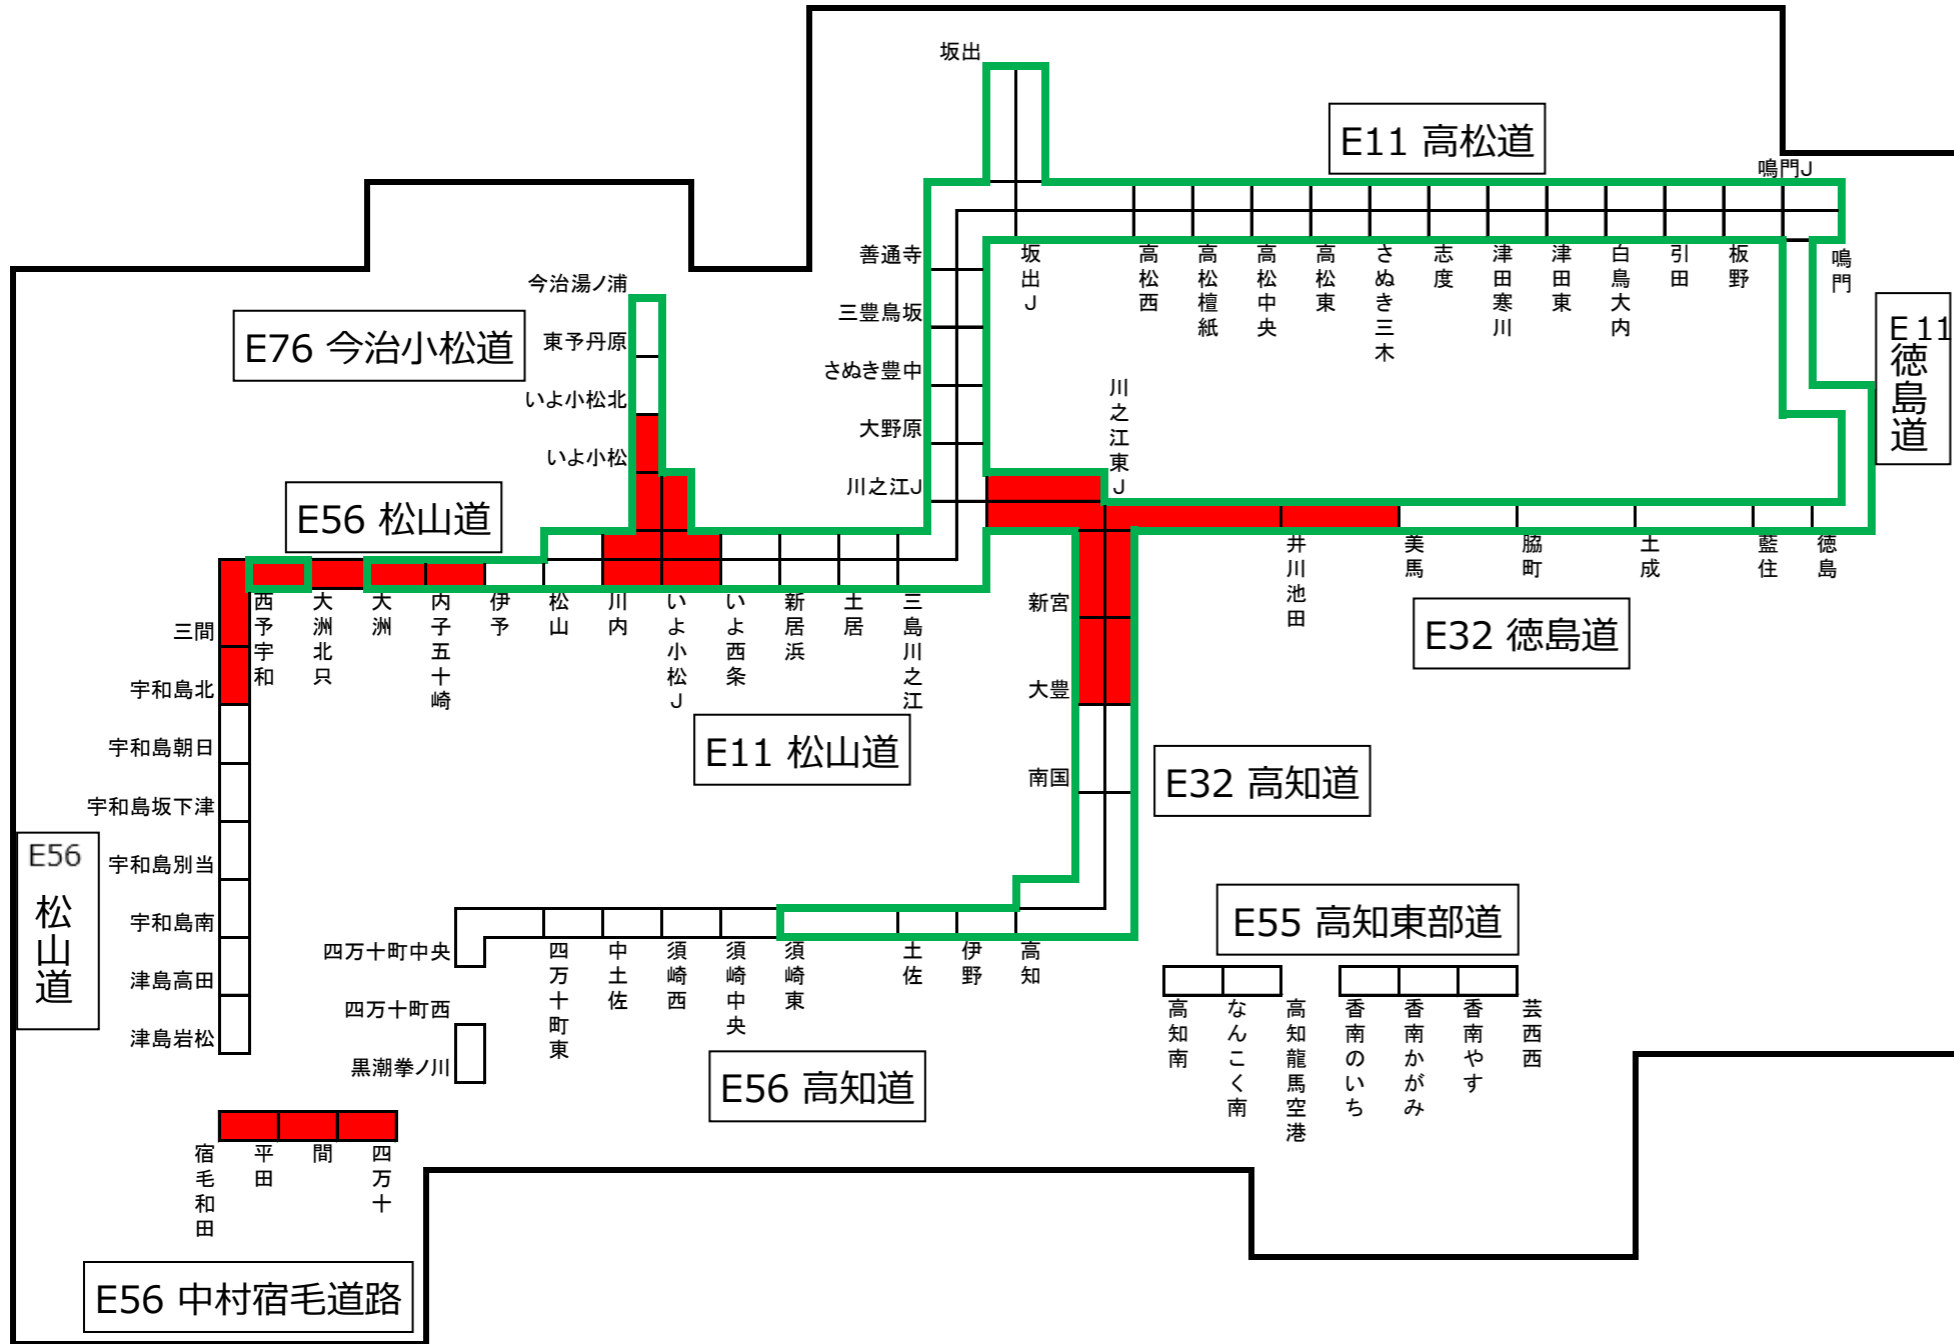 坂出
E11 高松道
鳴門J
善通寺
三豊鳥坂
さぬき豊中
大野原
川之江J
坂出J
高松西
高松檀紙
高松中央
高松東
さぬき三木
志度
津田寒川
津田東
白鳥大内
引田
板野
鳴門
E11
徳島道
今治湯ノ浦
東予丹原
いよ小松北
いよ小松
E76 今治小松道
E56 松山道
川之江東J
西予宇和
大洲北只
大洲
内子五十崎
伊予
松山
川内
いよ小松J
いよ西条
新居浜
土居
三島川之江
井川池田
美馬
脇町
土成
藍住
徳島
E32 徳島道
新宮
大豊
南国
E11 松山道
E32 高知道
三間
宇和島北
宇和島朝日
宇和島坂下津
宇和島別当
宇和島南
津島高田
津島岩松
E56
松山道
四万十町中央
四万十町東
中土佐
須崎西
須崎中央
須崎東
土佐
伊野
高知
四万十町西
黒潮拳ノ川
E56 高知道
E55 高知東部道
高知南
なんこく南
高知龍馬空港
香南のいち
香南かがみ
香南やす
芸西西
宿毛和田
平田
間
四万十
E56 中村宿毛道路